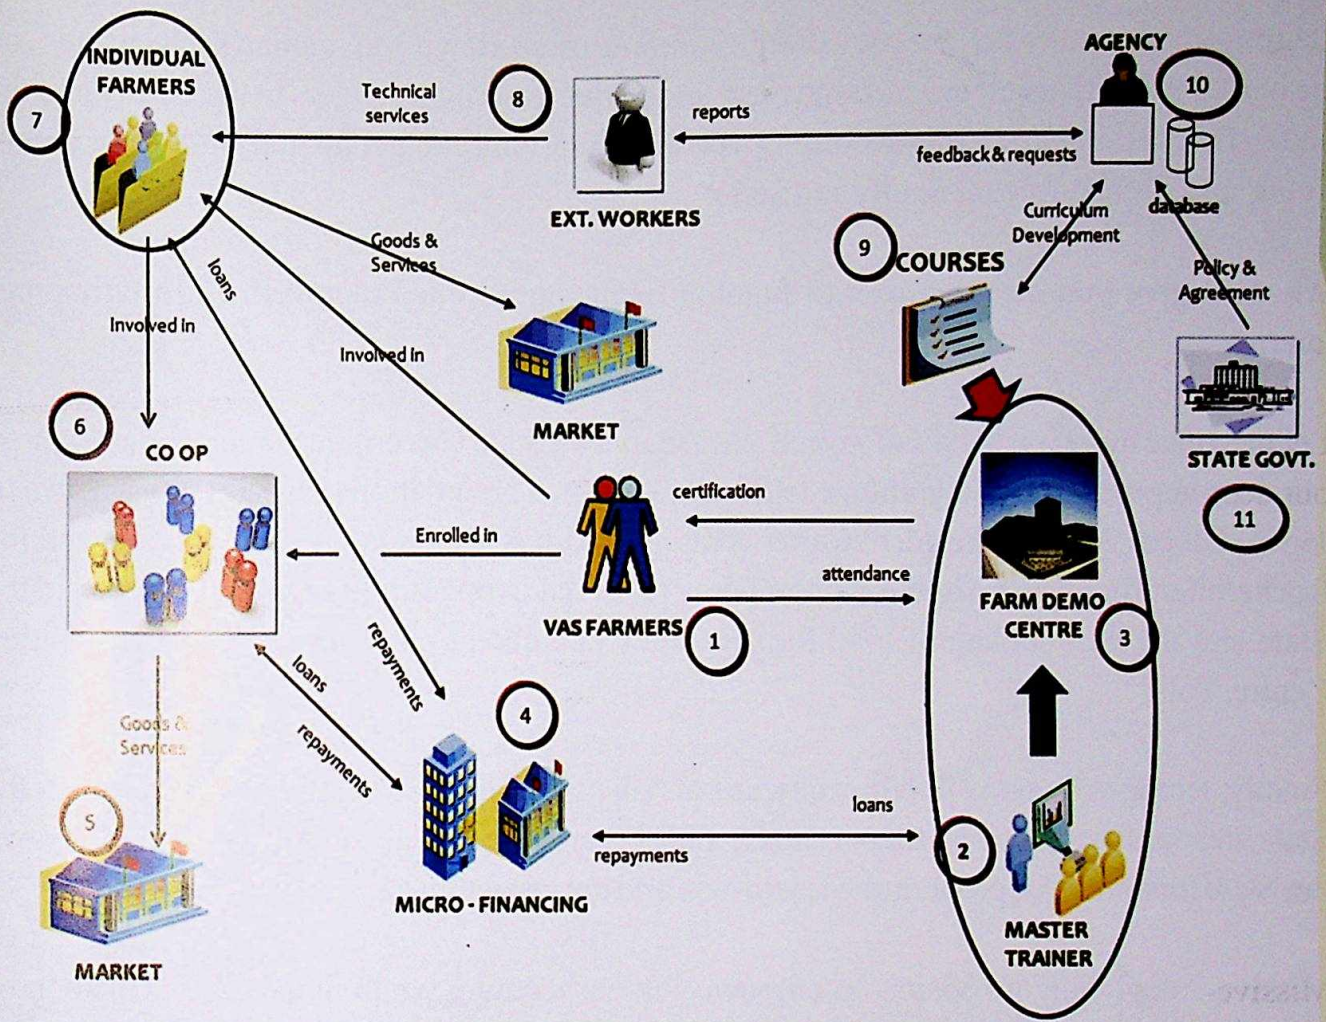 INDIVIDUAL
FARMERS
7
Technical
services
8
EXT. WORKERS
reports
feedback & requests
AGENCY
10
database
Curriculum
Development
9
COURSES
Policy &
Agreement
STATE GOVT.
11
Goods &
Services
MARKET
loans
Involved in
Involved in
6
CO OP
Enrolled in
certification
attendance
VAS FARMERS
1
FARM DEMO
CENTRE
3
repayments
loans
repayments
4
MICRO - FINANCING
Goods &
Services
5
MARKET
loans
repayments
2
MASTER
TRAINER